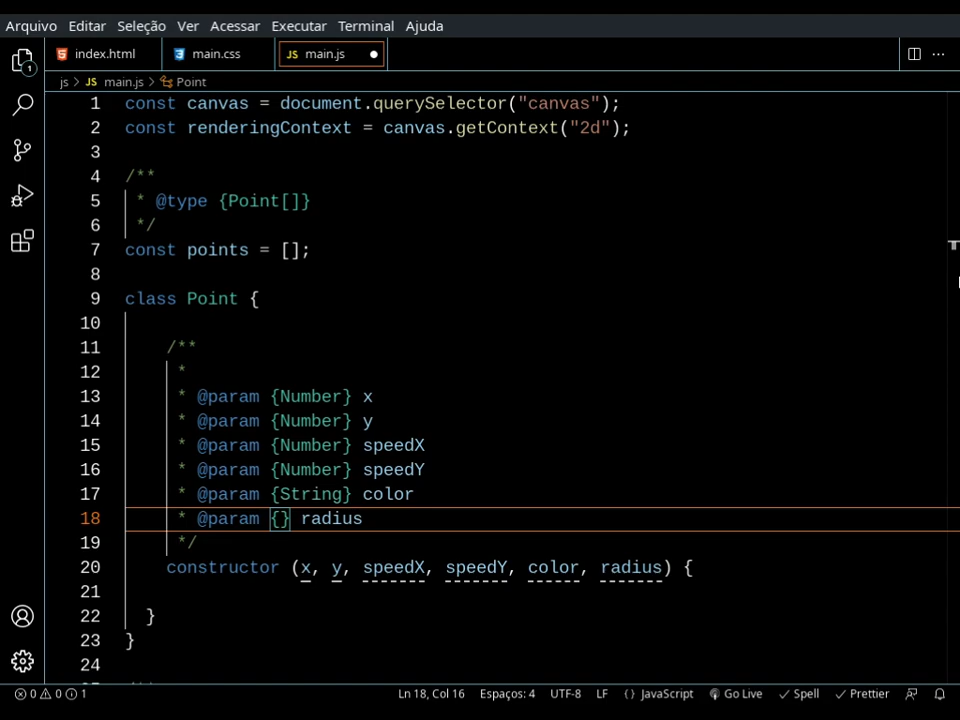 Arquivo Editar Seleção Ver Acessar Executar Terminal Ajuda
index.html main.css JS main.js
js > JS main.js > Point
1 const canvas = document.querySelector("canvas");
2 const renderingContext = canvas.getContext("2d");
3
4 /**
5 * @type {Point[]}
6 */
7 const points = [];
8
9 class Point {
10
11 /**
12 *
13 * @param {Number} x
14 * @param {Number} y
15 * @param {Number} speedX
16 * @param {Number} speedY
17 * @param {String} color
18 * @param {} radius
19 */
20 constructor (x, y, speedX, speedY, color, radius) {
21
22 }
23 }
24
0 0 1 Ln 18, Col 16 Espaços: 4 UTF-8 LF {} JavaScript Go Live Spell Prettier